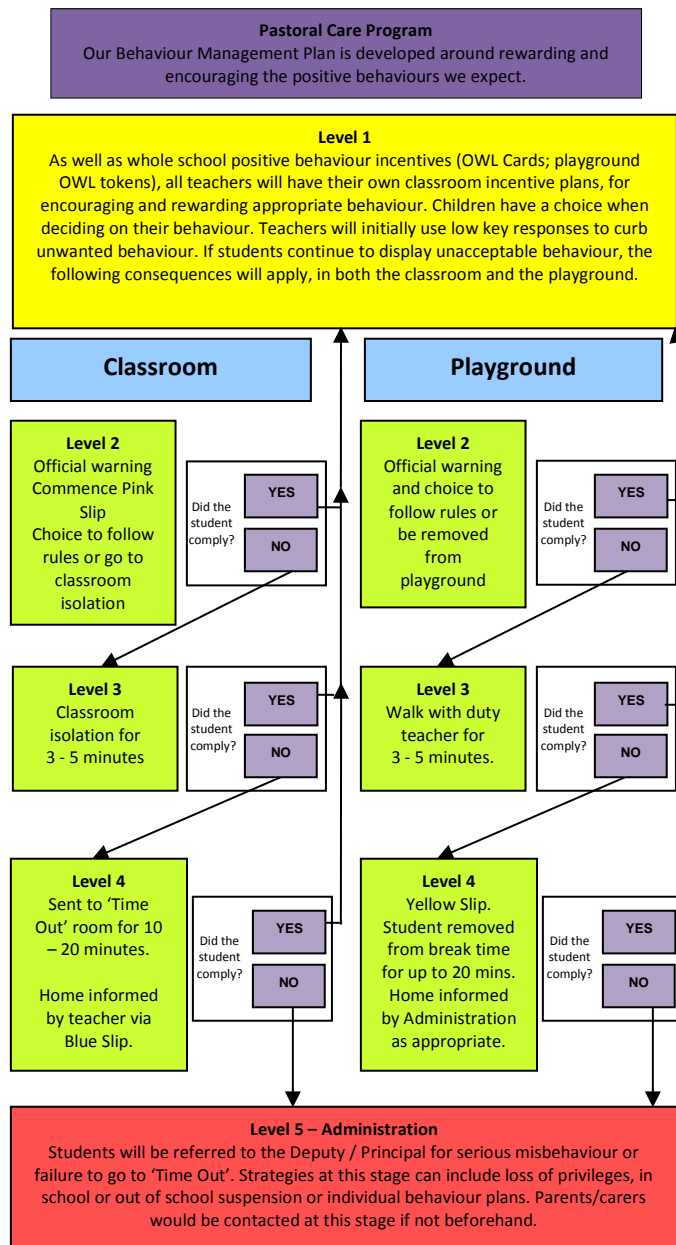 Pastoral Care Program
Our Behaviour Management Plan is developed around rewarding and
encouraging the positive behaviours we expect.
Level 1
As well as whole school positive behaviour incentives (OWL Cards; playground
OWL tokens), all teachers will have their own classroom incentive plans, for
encouraging and rewarding appropriate behaviour. Children have a choice when
deciding on their behaviour. Teachers will initially use low key responses to curb
unwanted behaviour. If students continue to display unacceptable behaviour, the
following consequences will apply, in both the classroom and the playground.
Classroom
Level 2
Official warning
Commence Pink
Slip
Choice to follow
rules or go to
classroom
isolation
Did the
student
comply?
YES
NO
Level 3
Classroom
isolation for
3 - 5 minutes
Did the
student
comply?
YES
NO
Level 4
Sent to ‘Time
Out’ room for 10
– 20 minutes.
Home informed
by teacher via
Blue Slip.
Did the
student
comply?
YES
NO
Playground
Level 2
Official warning
and choice to
follow rules or
be removed
from
playground
Did the
student
comply?
YES
NO
Level 3
Walk with duty
teacher for
3 - 5 minutes.
Did the
student
comply?
YES
NO
Level 4
Yellow Slip.
Student removed
from break time
for up to 20 mins.
Home informed
by Administration
as appropriate.
Did the
student
comply?
YES
NO
Level 5 – Administration
Students will be referred to the Deputy / Principal for serious misbehaviour or
failure to go to ‘Time Out’. Strategies at this stage can include loss of privileges, in
school or out of school suspension or individual behaviour plans. Parents/carers
would be contacted at this stage if not beforehand.